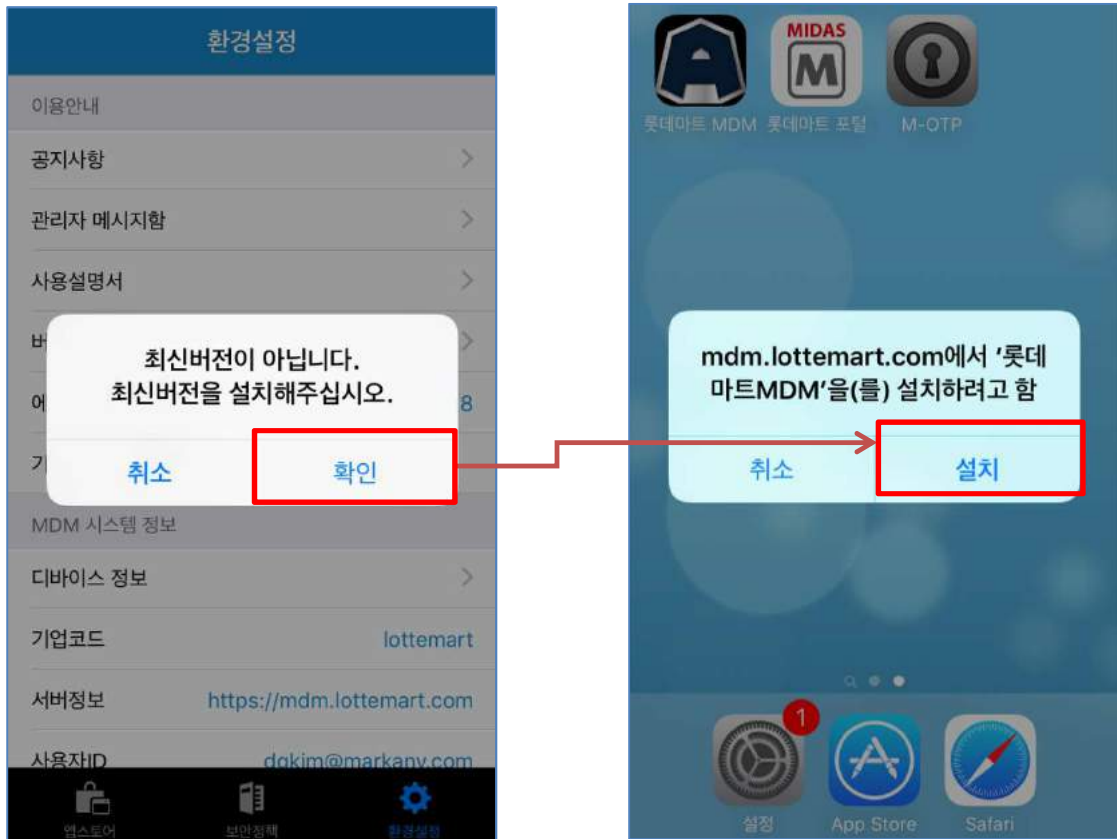 환경설정
이용안내
공지사항
관리자 메시지함
사용설명서
버
최신버전이 아닙니다.
최신버전을 설치해주십시오.
8
취소
확인
MDM 시스템 정보
디바이스 정보
기업코드 lottemart
서버정보 https://mdm.lottemart.com
사용자ID dgkim@markany.com
앱스토어 보안정책 환경설정
MIDAS
M
롯데마트 MDM 롯데마트 포털 M-OTP
mdm.lottemart.com에서 ‘롯데
마트MDM’을(를) 설치하려고 함
취소
설치
1
설정 App Store Safari